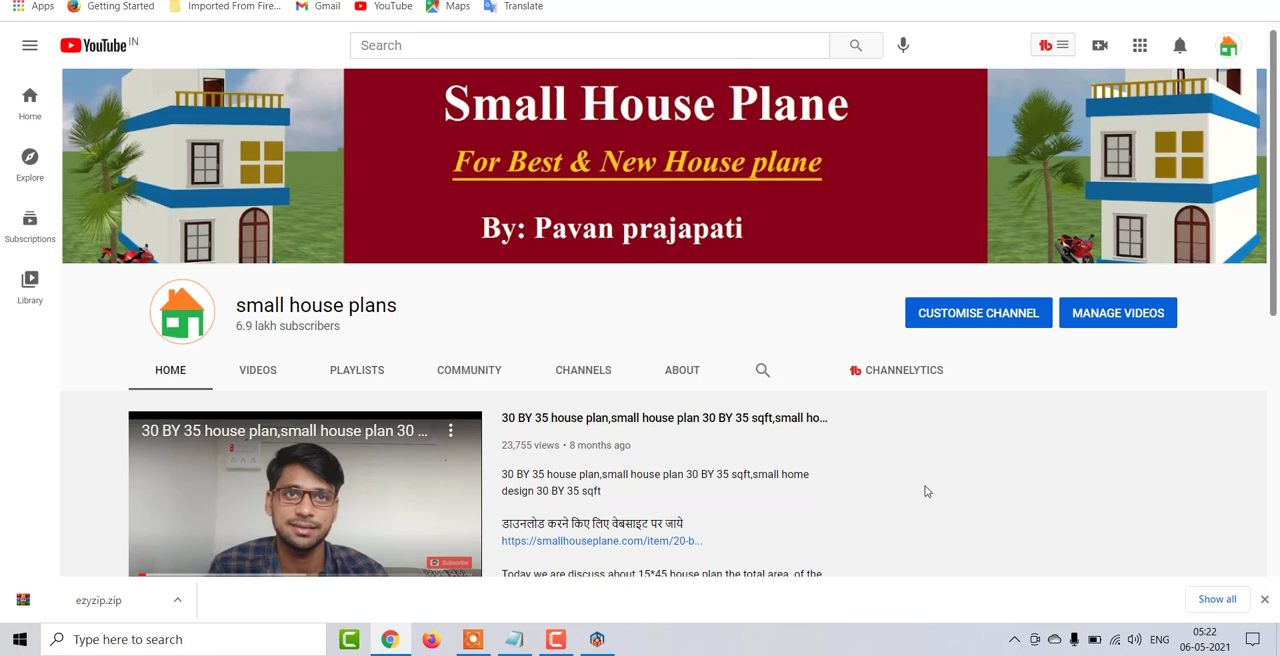 Apps Getting Started Imported From Fire... Gmail YouTube Maps Translate
YouTube IN
Search
Home
Explore
Subscriptions
Library
Small House Plane
For Best & New House plane
By: Pavan prajapati
small house plans
6.9 lakh subscribers
CUSTOMISE CHANNEL MANAGE VIDEOS
HOME VIDEOS PLAYLISTS COMMUNITY CHANNELS ABOUT CHANNELYTICS
30 BY 35 house plan,small house plan 30 ...
Subscribe
30 BY 35 house plan,small house plan 30 BY 35 sqft,small ho...
23,755 views • 8 months ago
30 BY 35 house plan,small house plan 30 BY 35 sqft,small home
design 30 BY 35 sqft
डाउनलोड करने किए लिए वेबसाइट पर जाये
https://smallhouseplane.com/item/20-b...
Today we are discuss about 15*45 house plan the total area of the
ezyzip.zip
Show all
Type here to search
ENG
05:22
06-05-2021